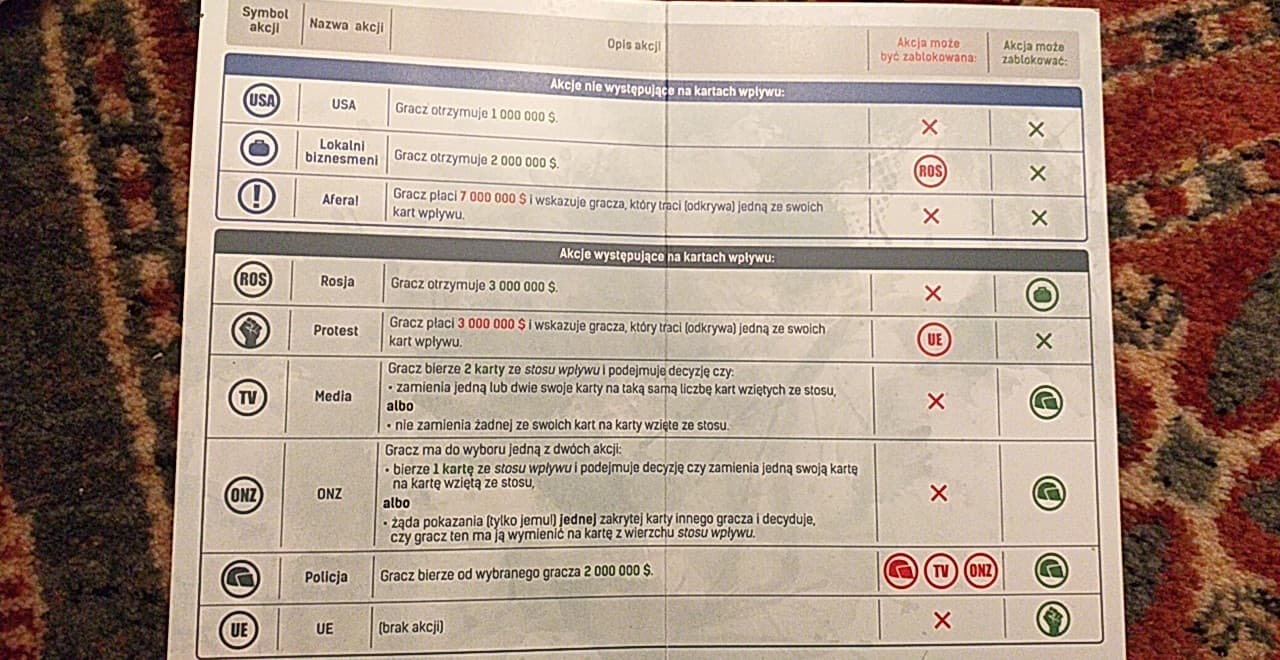 Symbol
akcji
Nazwa akcji
Opis akcji
Akcja może
być zablokowana:
Akcja może
zablokować:
Akcje nie występujące na kartach wpływu:
USA
USA
Gracz otrzymuje 1 000 000 $.
Lokalni
biznesmeni
Gracz otrzymuje 2 000 000 $.
ROS
!
Afera!
Gracz płaci 7 000 000 $ i wskazuje gracza, który traci (odkrywa) jedną ze swoich
kart wpływu.
Akcje występujące na kartach wpływu:
ROS
Rosja
Gracz otrzymuje 3 000 000 $.
Protest
Gracz płaci 3 000 000 $ i wskazuje gracza, który traci (odkrywa) jedną ze swoich
kart wpływu.
UE
TV
Media
Gracz bierze 2 karty ze stosu wpływu i podejmuje decyzję czy:
• zamienia jedną lub dwie swoje karty na taką samą liczbę kart wziętych ze stosu,
albo
• nie zamienia żadnej ze swoich kart na karty wzięte ze stosu.
ONZ
ONZ
Gracz ma do wyboru jedną z dwóch akcji:
• bierze 1 kartę ze stosu wpływu i podejmuje decyzję czy zamienia jedną swoją kartę
na kartę wziętą ze stosu,
albo
• żąda pokazania (tylko jemu!) jednej zakrytej karty innego gracza i decyduje,
czy gracz ten ma ją wymienić na kartę z wierzchu stosu wpływu.
Policja
Gracz bierze od wybranego gracza 2 000 000 $.
TV
ONZ
UE
UE
(brak akcji)